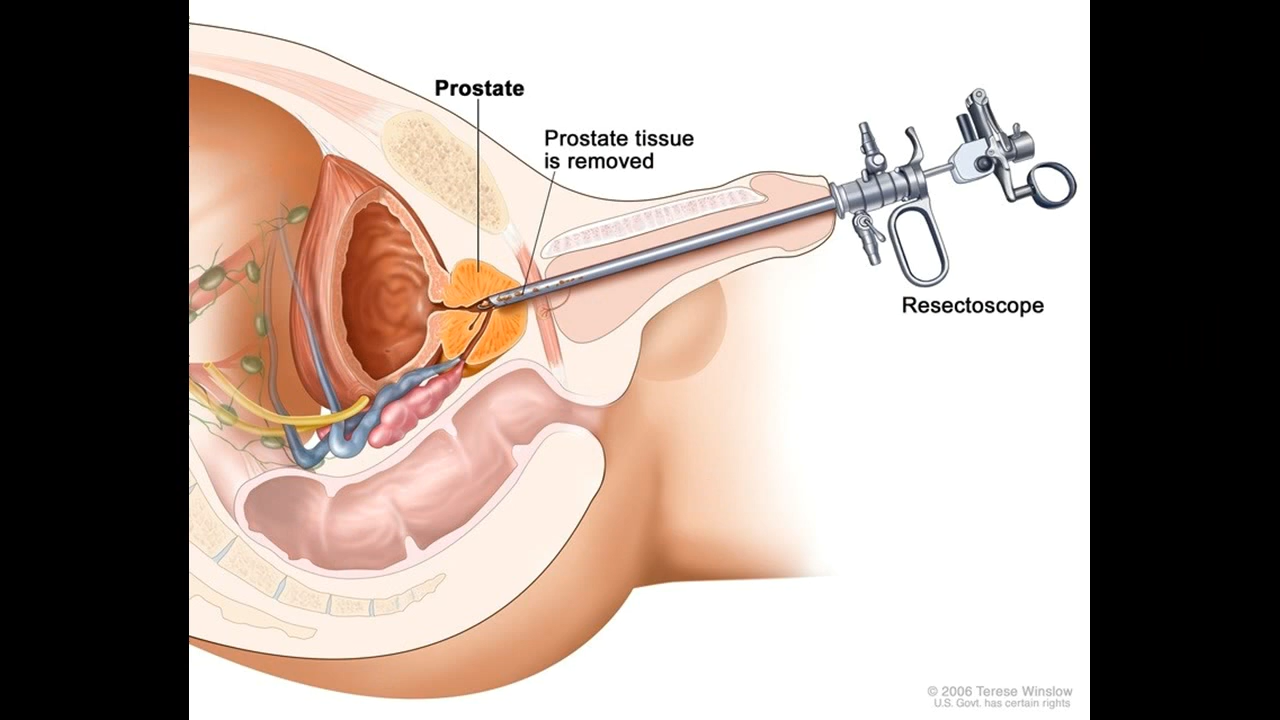 Prostate
Prostate tissue
is removed
Resectoscope
© 2006 Terese Winslow
U.S. Govt. has certain rights